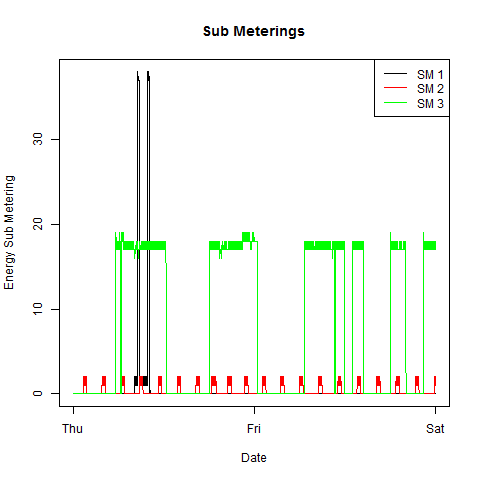 Sub Meterings
SM 1
SM 2
SM 3
Energy Sub Metering
30
20
10
0
Thu
Fri
Sat
Date